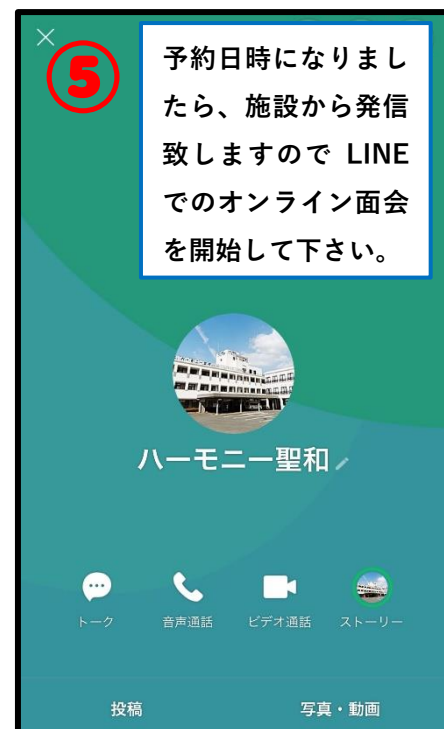 ⑤
予約日時になりまし
たら、施設から発信
致しますので LINE
でのオンライン面会
を開始して下さい。
ハーモニー聖和
トーク 音声通話 ビデオ通話 ストーリー
投稿 写真・動画